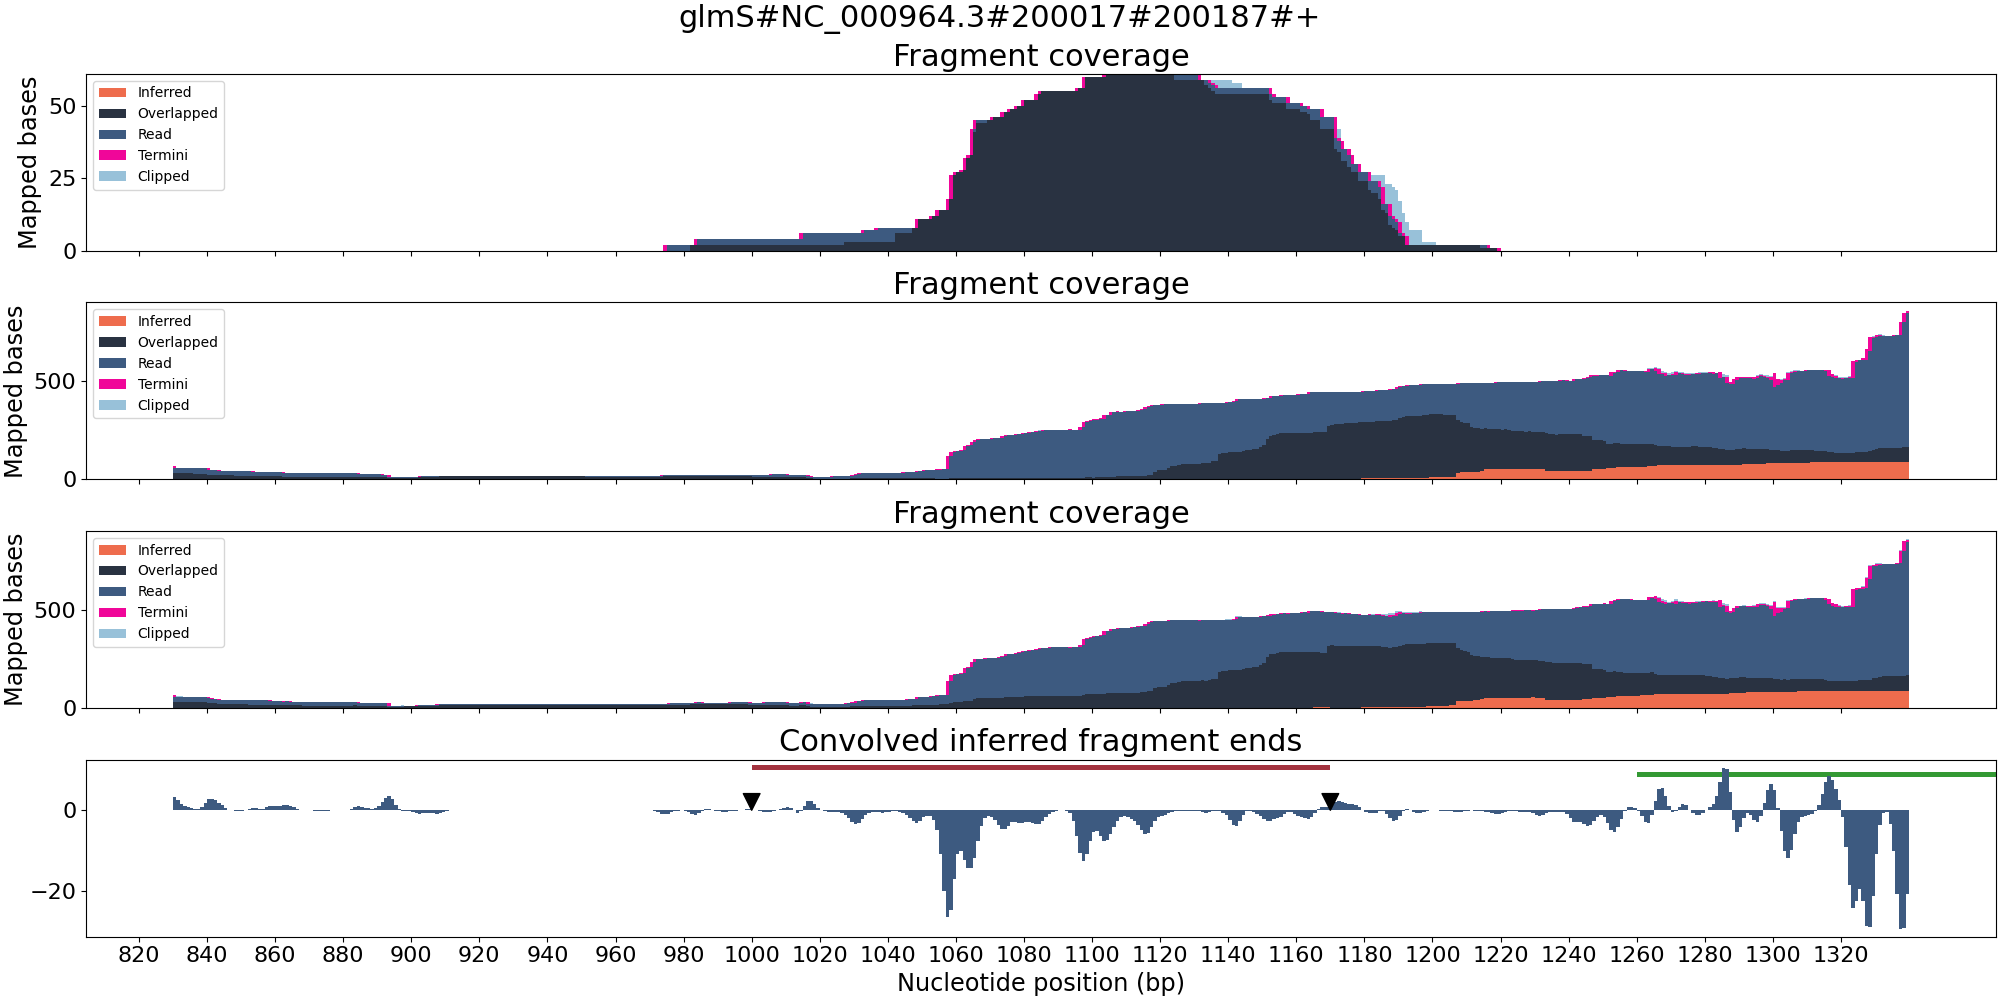 glmS#NC_000964.3#200017#200187#+
Fragment coverage
Mapped bases
50
25
0
Inferred
Overlapped
Read
Termini
Clipped
Fragment coverage
Mapped bases
500
0
Inferred
Overlapped
Read
Termini
Clipped
Fragment coverage
Mapped bases
500
0
Inferred
Overlapped
Read
Termini
Clipped
Convolved inferred fragment ends
0
−20
820 840 860 880 900 920 940 960 980 1000 1020 1040 1060 1080 1100 1120 1140 1160 1180 1200 1220 1240 1260 1280 1300 1320
Nucleotide position (bp)